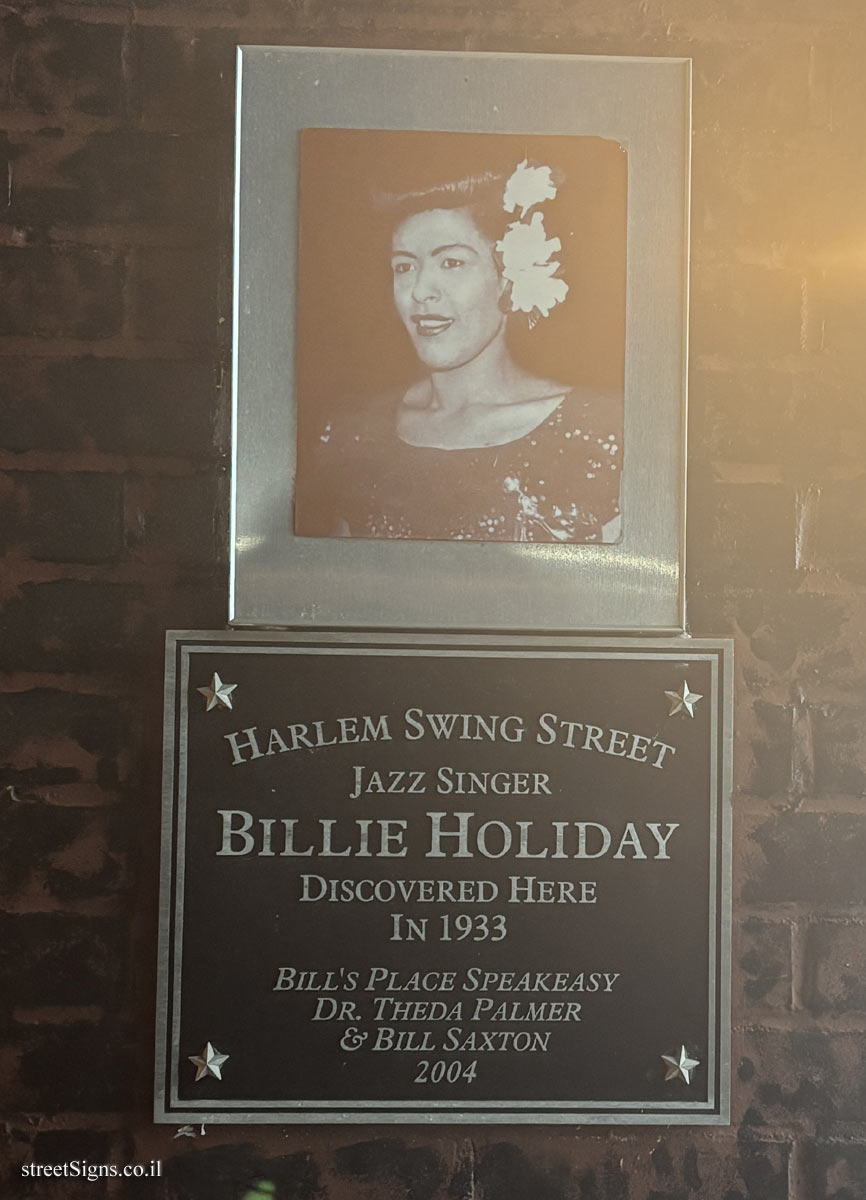 HARLEM SWING STREET
JAZZ SINGER
BILLIE HOLIDAY
DISCOVERED HERE
IN 1933
BILL'S PLACE SPEAKEASY
DR. THEDA PALMER
& BILL SAXTON
2004
streetSigns.co.il